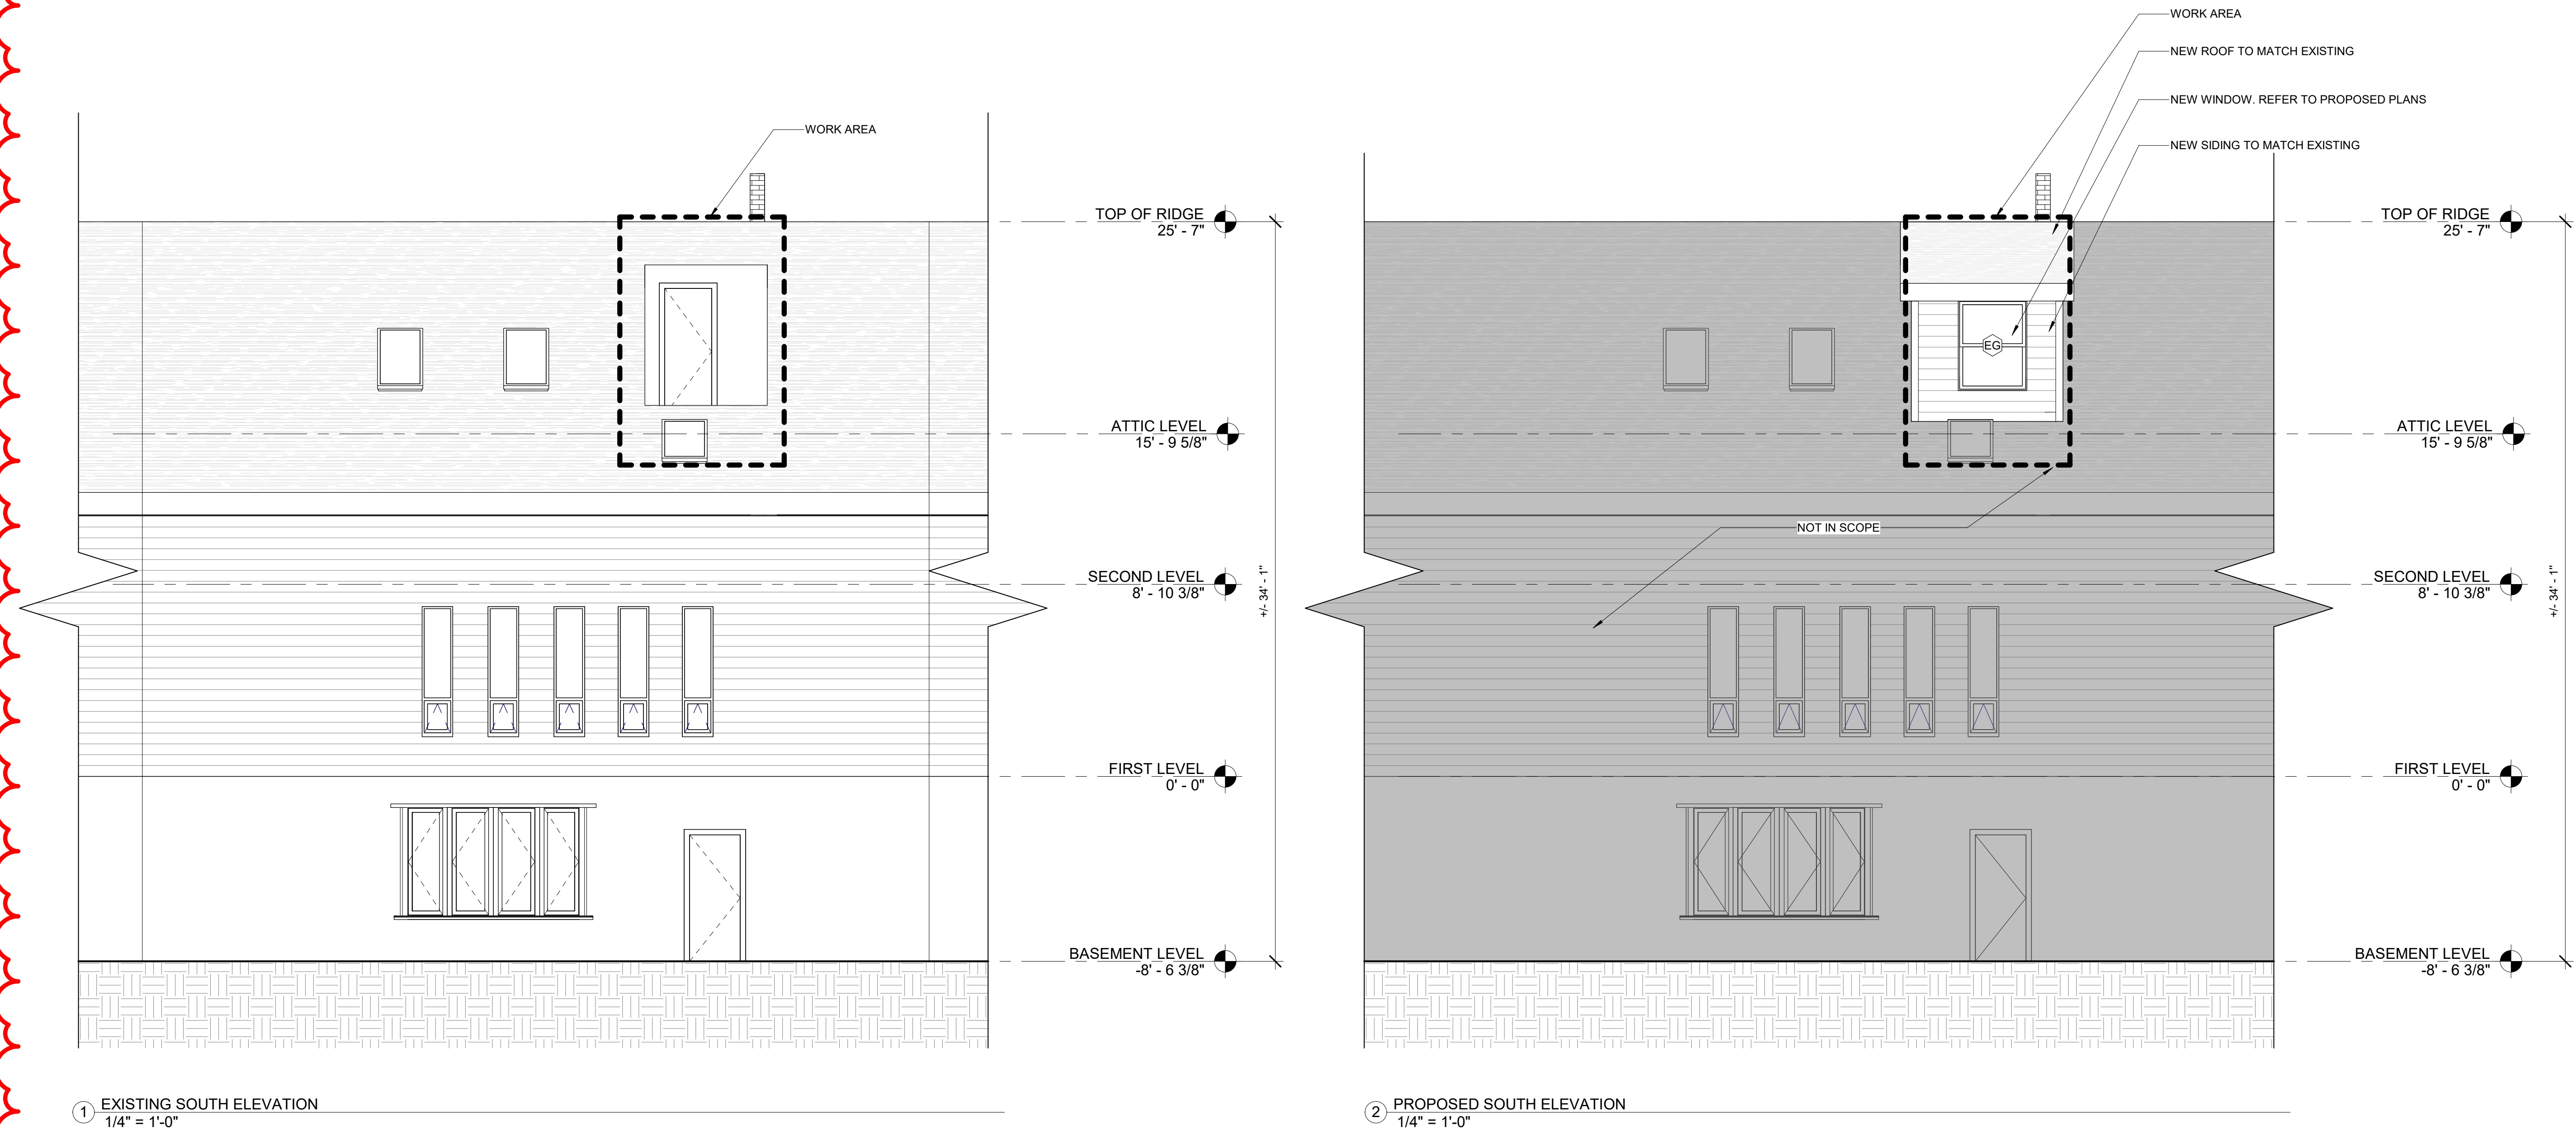 WORK AREA
TOP OF RIDGE
25' - 7"
ATTIC LEVEL
15' - 9 5/8"
SECOND LEVEL
8' - 10 3/8"
+/- 34' - 1"
FIRST LEVEL
0' - 0"
BASEMENT LEVEL
-8' - 6 3/8"
1 EXISTING SOUTH ELEVATION
1/4" = 1'-0"
WORK AREA
NEW ROOF TO MATCH EXISTING
NEW WINDOW. REFER TO PROPOSED PLANS
NEW SIDING TO MATCH EXISTING
TOP OF RIDGE
25' - 7"
EG
ATTIC LEVEL
15' - 9 5/8"
NOT IN SCOPE
SECOND LEVEL
8' - 10 3/8"
+/- 34' - 1"
FIRST LEVEL
0' - 0"
BASEMENT LEVEL
-8' - 6 3/8"
2 PROPOSED SOUTH ELEVATION
1/4" = 1'-0"